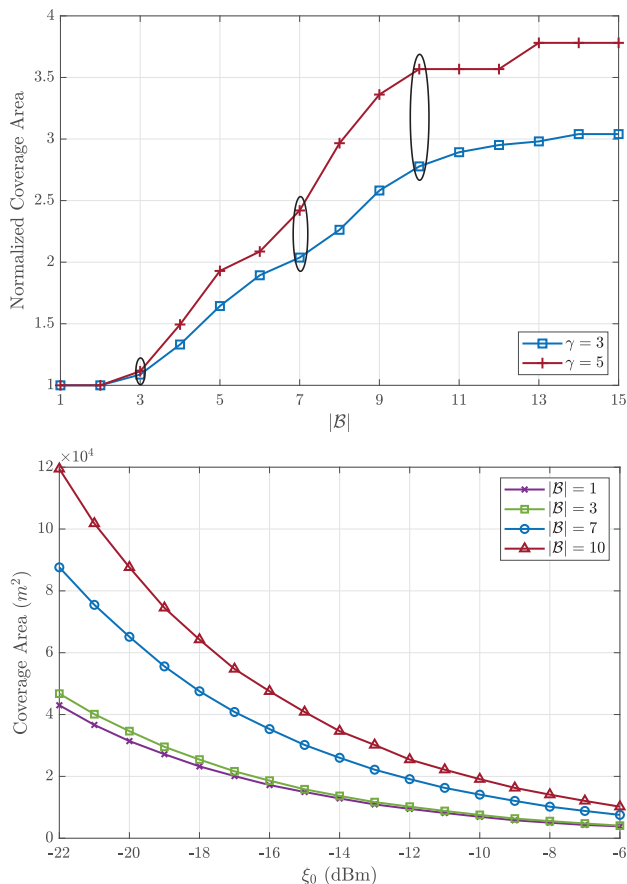 4
3.5
3
2.5
2
1.5
1
Normalized Coverage Area
γ = 3
γ = 5
1 3 5 7 9 11 13 15
|ℬ|
×10⁴
12
10
8
6
4
2
0
Coverage Area (m²)
|ℬ| = 1
|ℬ| = 3
|ℬ| = 7
|ℬ| = 10
-22 -20 -18 -16 -14 -12 -10 -8 -6
ξ₀ (dBm)